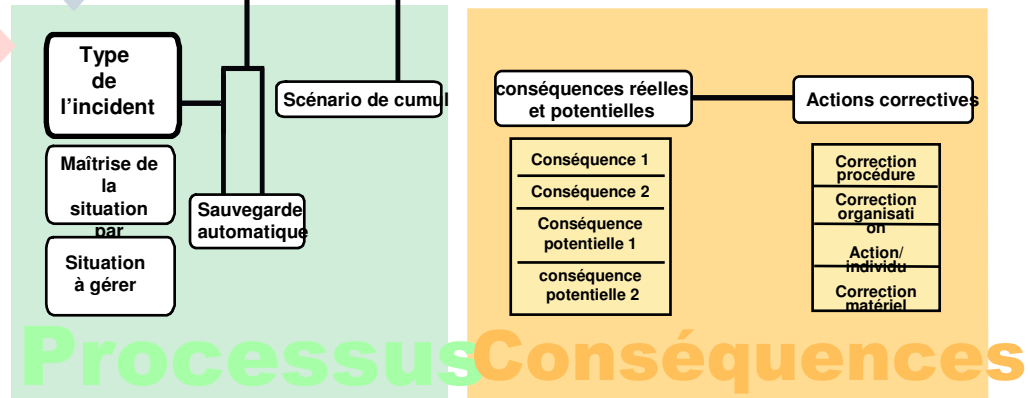 Type
de
l'incident
Maîtrise de
la
situation
par
Situation
à gérer
Sauvegarde
automatique
Scénario de cumul
Processus
conséquences réelles
et potentielles
Conséquence 1
Conséquence 2
Conséquence
potentielle 1
conséquence
potentielle 2
Actions correctives
Correction
procédure
Correction
organisati
on
Action/
individu
Correction
matériel
Conséquences